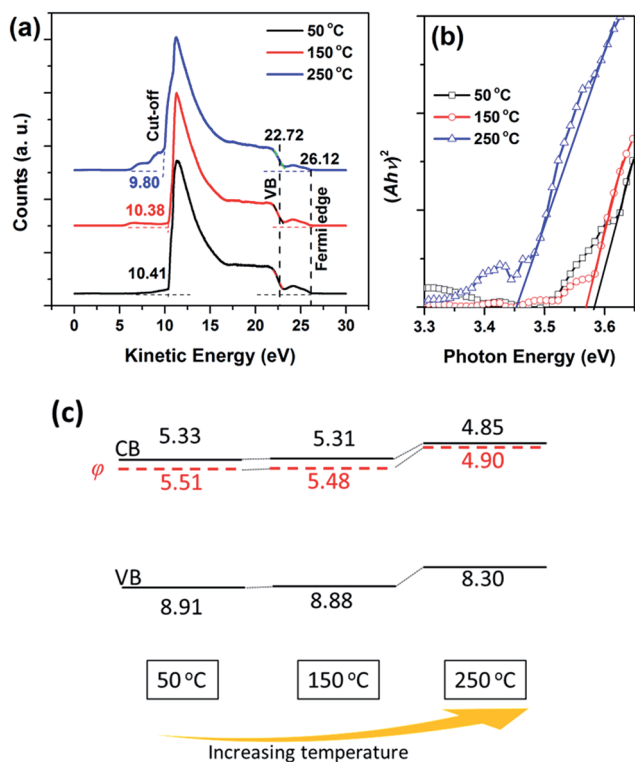 (a)
50 °C
150 °C
250 °C
Counts (a. u.)
Cut-off
9.80
10.38
10.41
22.72
26.12
VB
Fermi edge
0 5 10 15 20 25 30
Kinetic Energy (eV)
(b)
50 °C
150 °C
250 °C
(Ahν)²
3.3 3.4 3.5 3.6
Photon Energy (eV)
(c)
CB 5.33 5.31 4.85
φ 5.51 5.48 4.90
VB 8.91 8.88 8.30
50 °C 150 °C 250 °C
Increasing temperature